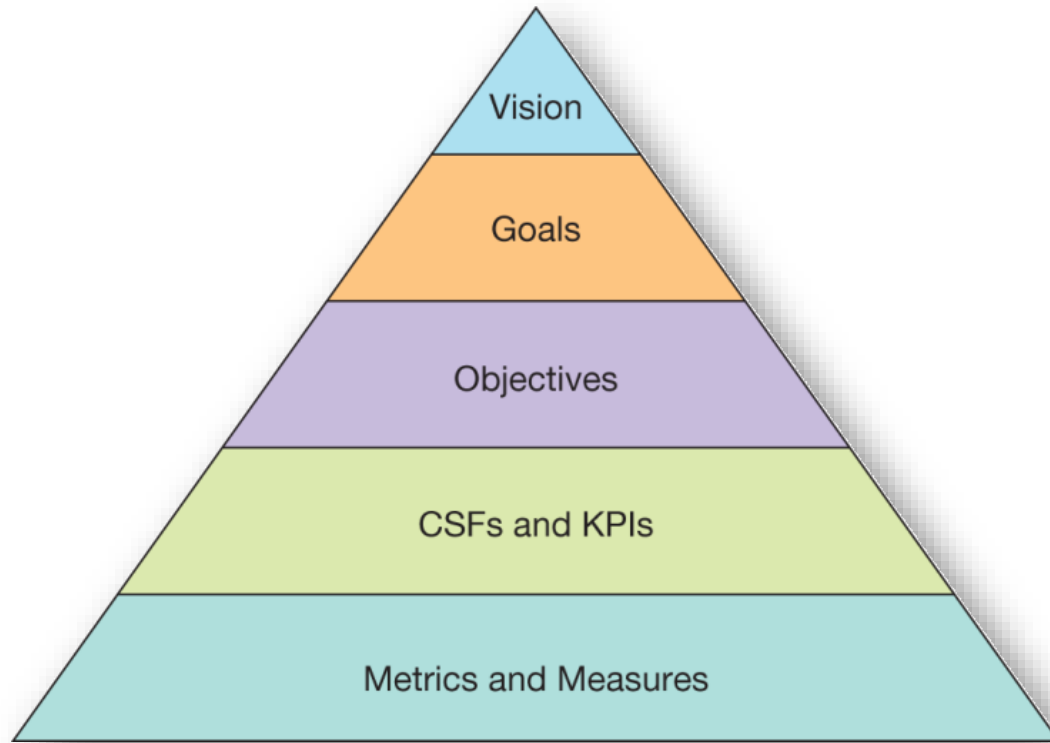 Vision
Goals
Objectives
CSFs and KPIs
Metrics and Measures